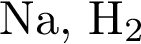 Na, H₂